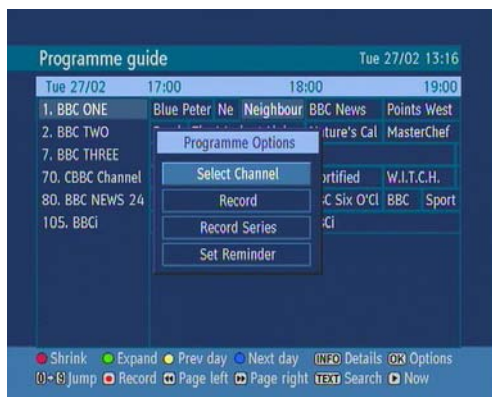 Programme guide Tue 27/02 13:16
Tue 27/02 17:00 18:00 19:00
1. BBC ONE Blue Peter Ne Neighbour BBC News Points West
2. BBC TWO ture's Cal MasterChef
7. BBC THREE
Programme Options
70. CBBC Channel ortified W.I.T.C.H.
Select Channel
80. BBC NEWS 24 C Six O'Cl BBC Sport
Record
105. BBCi Ci
Record Series
Set Reminder
Shrink Expand Prev day Next day INFO Details OK Options
0-9 Jump Record Page left Page right TEXT Search Now